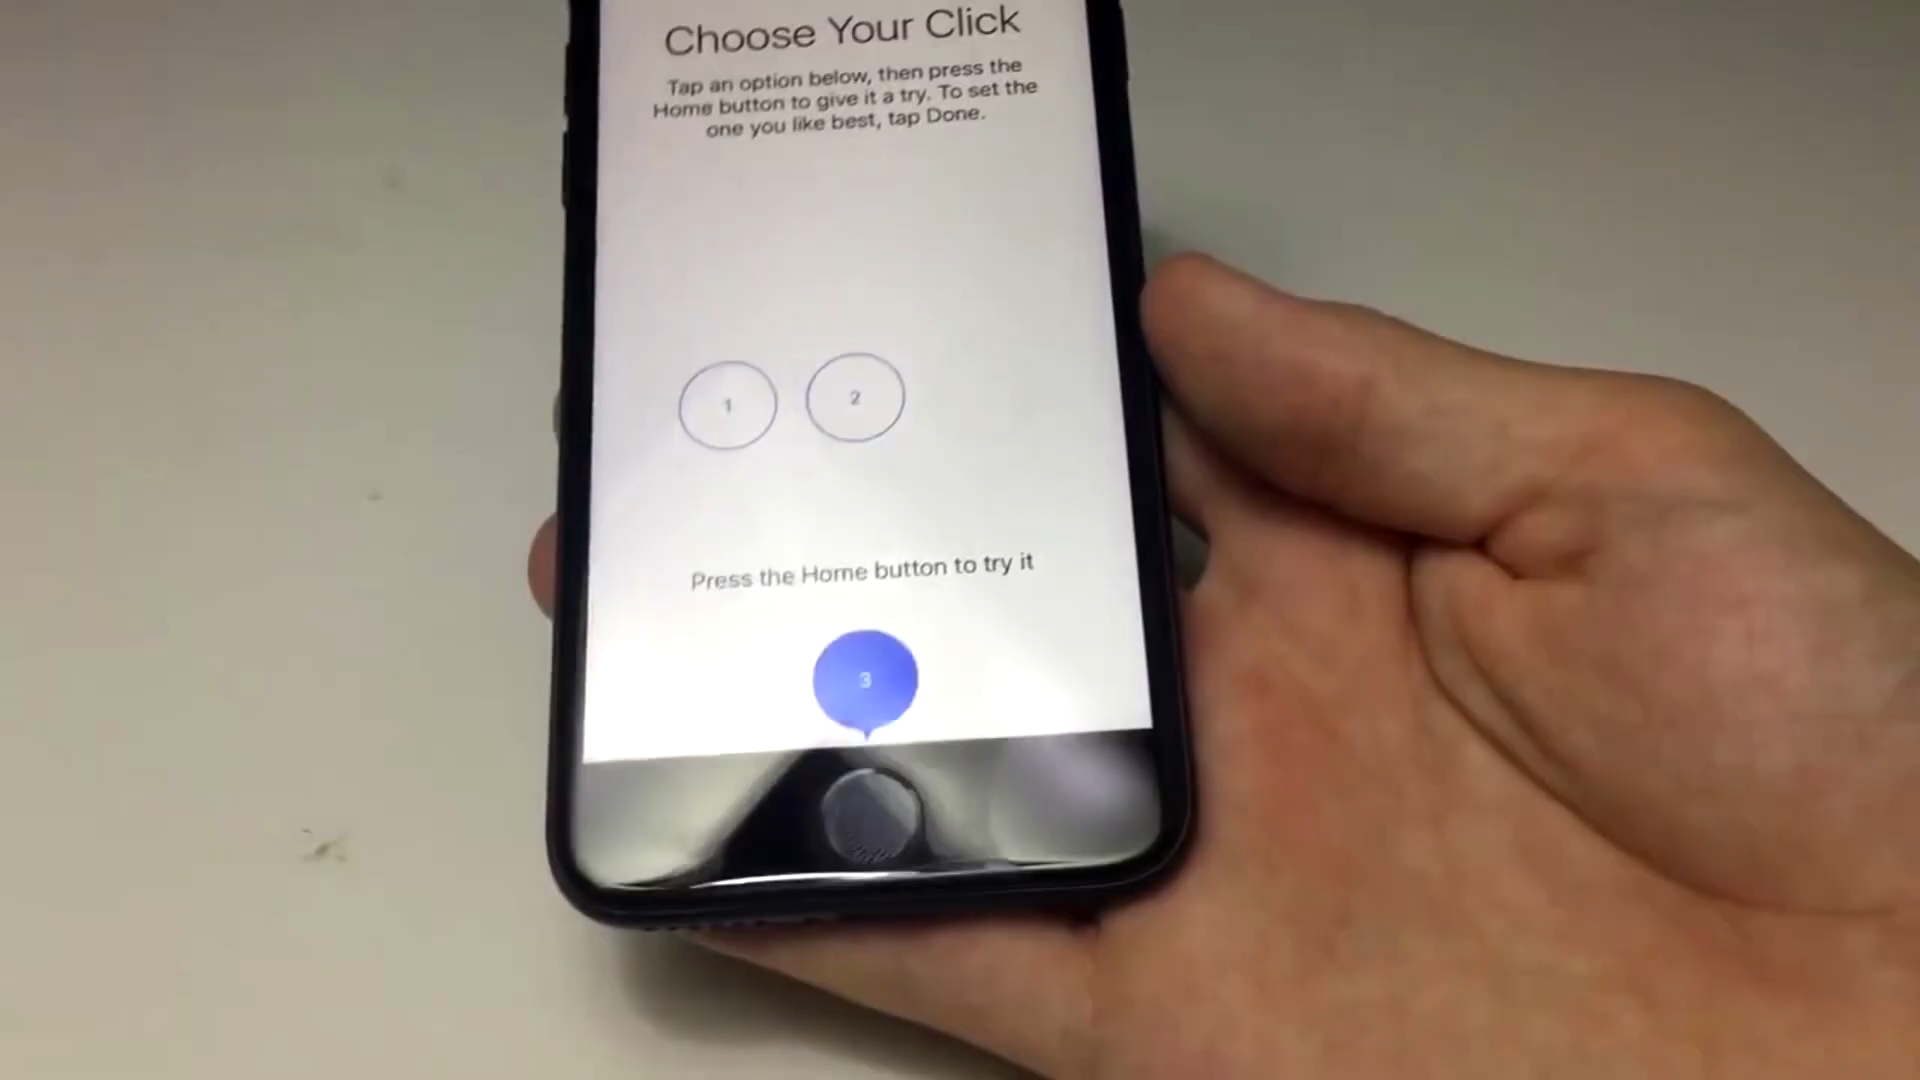 Choose Your Click
Tap an option below, then press the
Home button to give it a try. To set the
one you like best, tap Done.
1
2
Press the Home button to try it
3